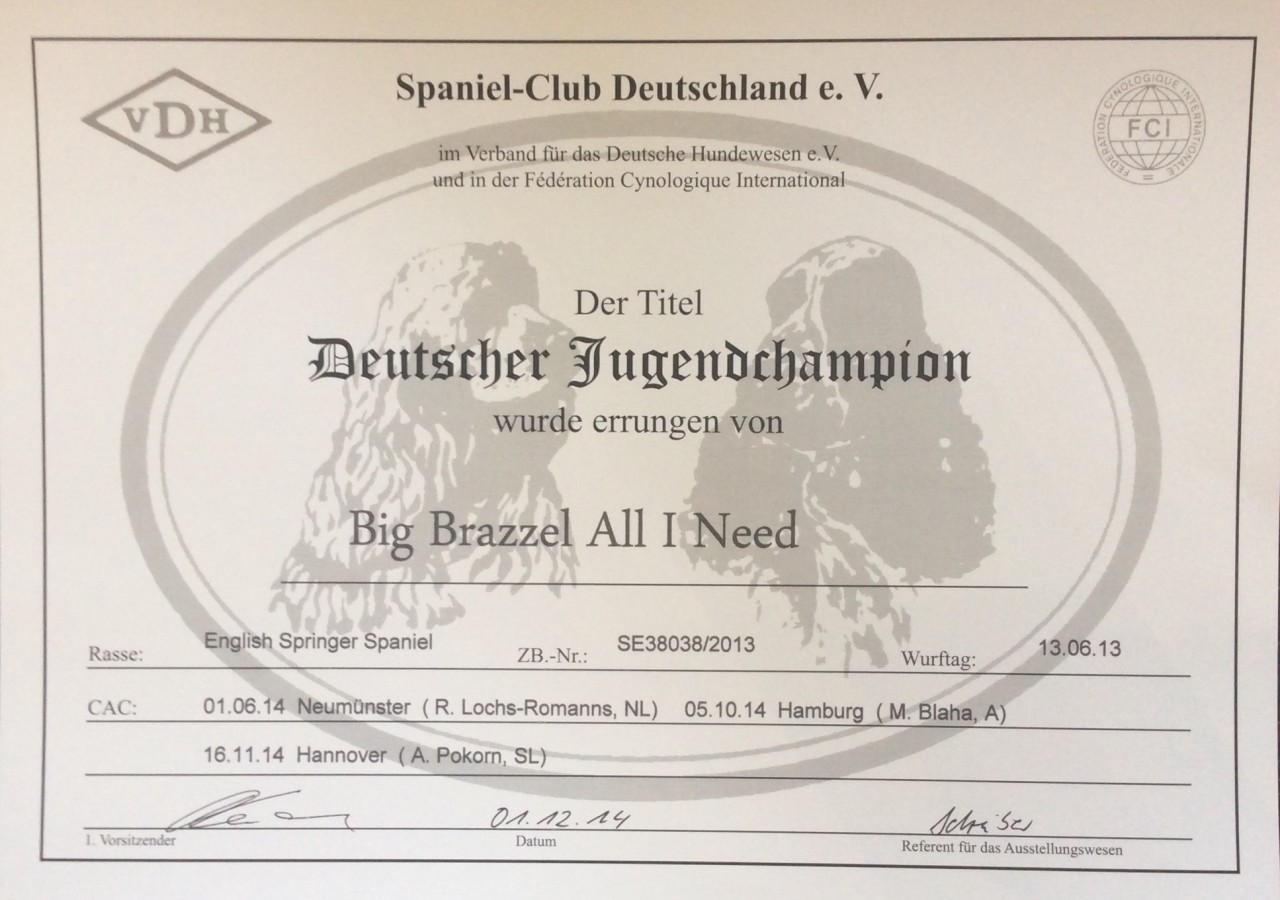 Spaniel-Club Deutschland e. V.
VDH
FÉDÉRATION CYNOLOGIQUE INTERNATIONALE
FCI
im Verband für das Deutsche Hundewesen e.V.
und in der Fédération Cynologique International
Der Titel
Deutscher Jugendchampion
wurde errungen von
Big Brazzel All I Need
Rasse: English Springer Spaniel ZB.-Nr.: SE38038/2013 Wurftag: 13.06.13
CAC: 01.06.14 Neumünster ( R. Lochs-Romanns, NL) 05.10.14 Hamburg ( M. Blaha, A)
16.11.14 Hannover ( A. Pokorn, SL)
01.12.14
1. Vorsitzender Datum Referent für das Ausstellungswesen